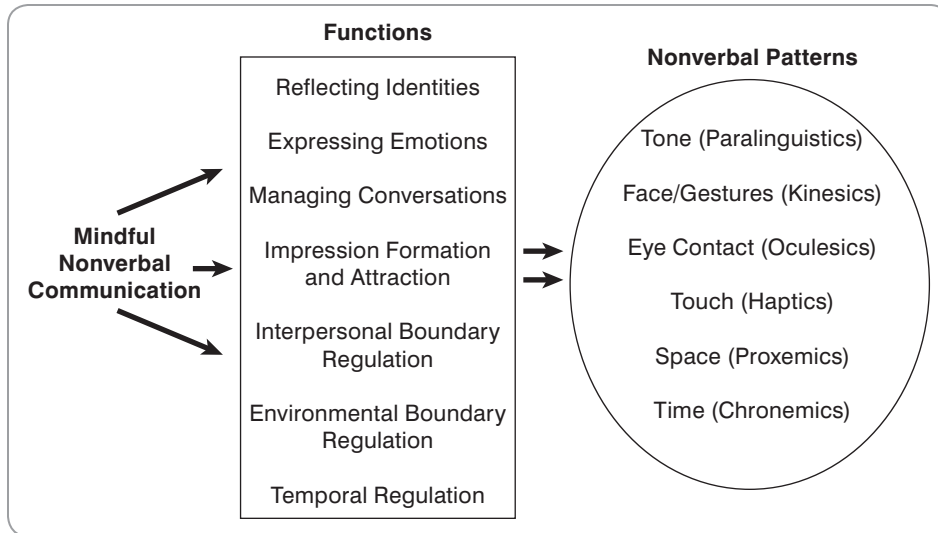 Functions
Nonverbal Patterns
Mindful
Nonverbal
Communication
Reflecting Identities
Expressing Emotions
Managing Conversations
Impression Formation
and Attraction
Interpersonal Boundary
Regulation
Environmental Boundary
Regulation
Temporal Regulation
Tone (Paralinguistics)
Face/Gestures (Kinesics)
Eye Contact (Oculesics)
Touch (Haptics)
Space (Proxemics)
Time (Chronemics)